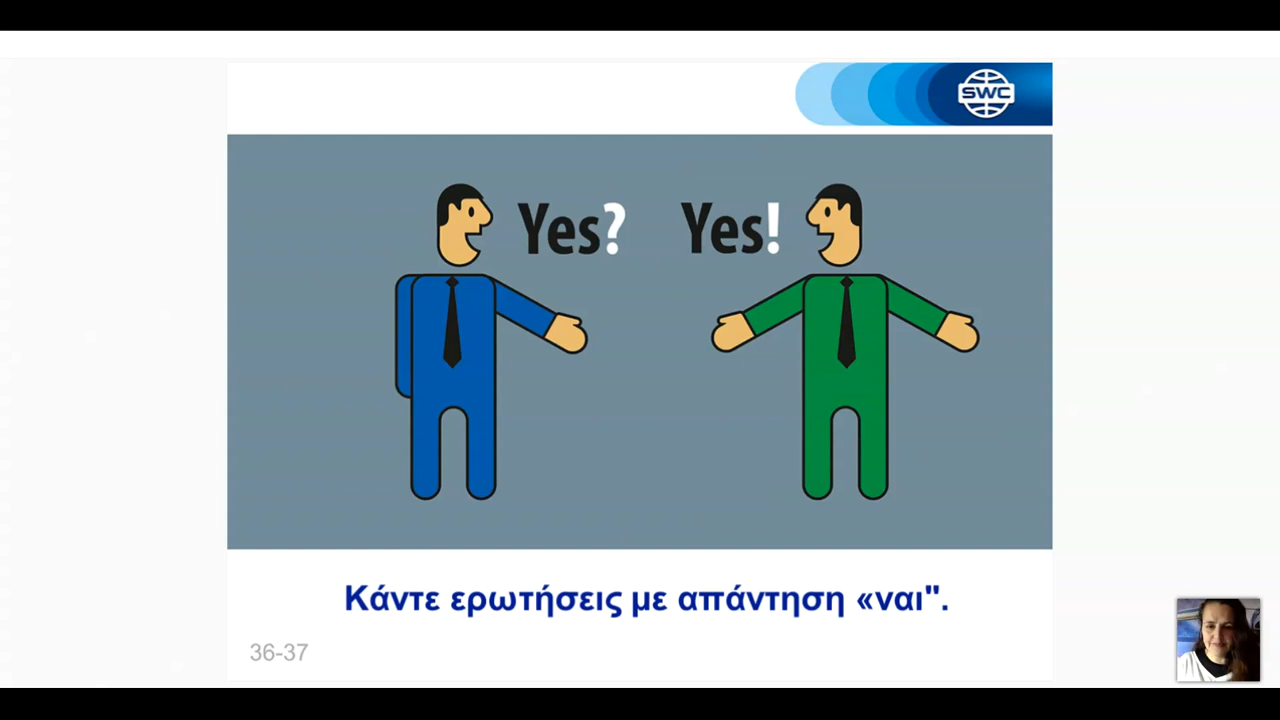 SWC
Yes? Yes!
Κάντε ερωτήσεις με απάντηση «ναι".
36-37